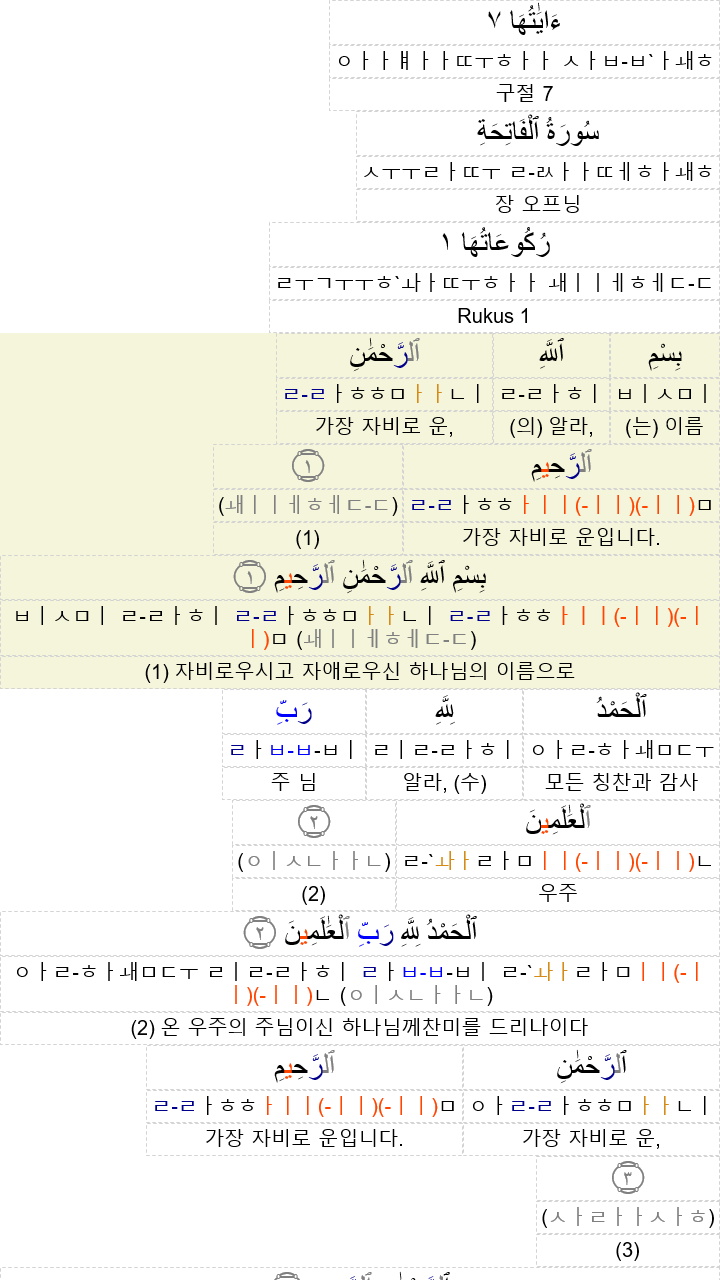 ءَايَٰتُهَا ٧
ㅇㅏㅏㅒㅏㅏㄸㅜㅎㅏㅏ ㅅㅏㅂ-ㅂ`ㅏㅙㅎ
구절 7
سُورَةُ ٱلْفَاتِحَةِ
ㅅㅜㅜㄹㅏㄸㅜ ㄹ-ㄽㅏㅏㄸㅔㅎㅏㅙㅎ
장 오프닝
رُكُوعَاتُهَا ١
ㄹㅜㄱㅜㅜㅎ`ㅘㅏㄸㅜㅎㅏㅏ ㅙㅣㅣㅔㅎㅔㄷ-ㄷ
Rukus 1
بِسْمِ ٱللَّهِ ٱلرَّحْمَٰنِ
ㅂㅣㅅㅁㅣ ㄹ-ㄹㅏㅎㅣ ㄹ-ㄹㅏㅎㅎㅁㅏㅏㄴㅣ
(는) 이름 (의) 알라, 가장 자비로 운,
ٱلرَّحِيمِ ١
ㄹ-ㄹㅏㅎㅎㅏㅣㅣ(-ㅣㅣ)(-ㅣㅣ)ㅁ (ㅙㅣㅣㅔㅎㅔㄷ-ㄷ)
가장 자비로 운입니다. (1)
بِسْمِ ٱللَّهِ ٱلرَّحْمَٰنِ ٱلرَّحِيمِ ١
ㅂㅣㅅㅁㅣ ㄹ-ㄹㅏㅎㅣ ㄹ-ㄹㅏㅎㅎㅁㅏㅏㄴㅣ ㄹ-ㄹㅏㅎㅎㅏㅣㅣ(-ㅣㅣ)(-ㅣ
ㅣ)ㅁ (ㅙㅣㅣㅔㅎㅔㄷ-ㄷ)
(1) 자비로우시고 자애로우신 하나님의 이름으로
ٱلْحَمْدُ لِلَّهِ رَبِّ
ㅇㅏㄹ-ㅎㅏㅙㅁㄷㅜ ㄹㅣㄹ-ㄹㅏㅎㅣ ㄹㅏㅂ-ㅂ-ㅂㅣ
모든 칭찬과 감사 알라, (수) 주 님
ٱلْعَٰلَمِينَ ٢
ㄹ-`ㅘㅏㄹㅏㅁㅣㅣ(-ㅣㅣ)(-ㅣㅣ)ㄴ (ㅇㅣㅅㄴㅏㅏㄴ)
우주 (2)
ٱلْحَمْدُ لِلَّهِ رَبِّ ٱلْعَٰلَمِينَ ٢
ㅇㅏㄹ-ㅎㅏㅙㅁㄷㅜ ㄹㅣㄹ-ㄹㅏㅎㅣ ㄹㅏㅂ-ㅂ-ㅂㅣ ㄹ-`ㅘㅏㄹㅏㅁㅣㅣ(-ㅣ
ㅣ)(-ㅣㅣ)ㄴ (ㅇㅣㅅㄴㅏㅏㄴ)
(2) 온 우주의 주님이신 하나님께찬미를 드리나이다
ٱلرَّحْمَٰنِ ٱلرَّحِيمِ
ㅇㅏㄹ-ㄹㅏㅎㅎㅁㅏㅏㄴㅣ ㄹ-ㄹㅏㅎㅎㅏㅣㅣ(-ㅣㅣ)(-ㅣㅣ)ㅁ
가장 자비로 운, 가장 자비로 운입니다.
٣
(ㅅㅏㄹㅏㅏㅅㅏㅎ)
(3)